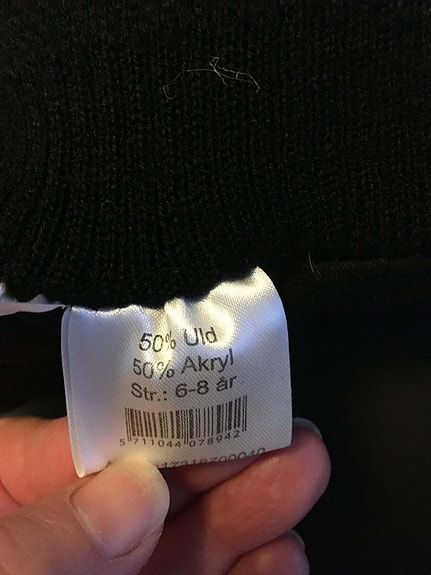 50% Uld
50% Akryl
Str.: 6-8 år
5 711044 078942